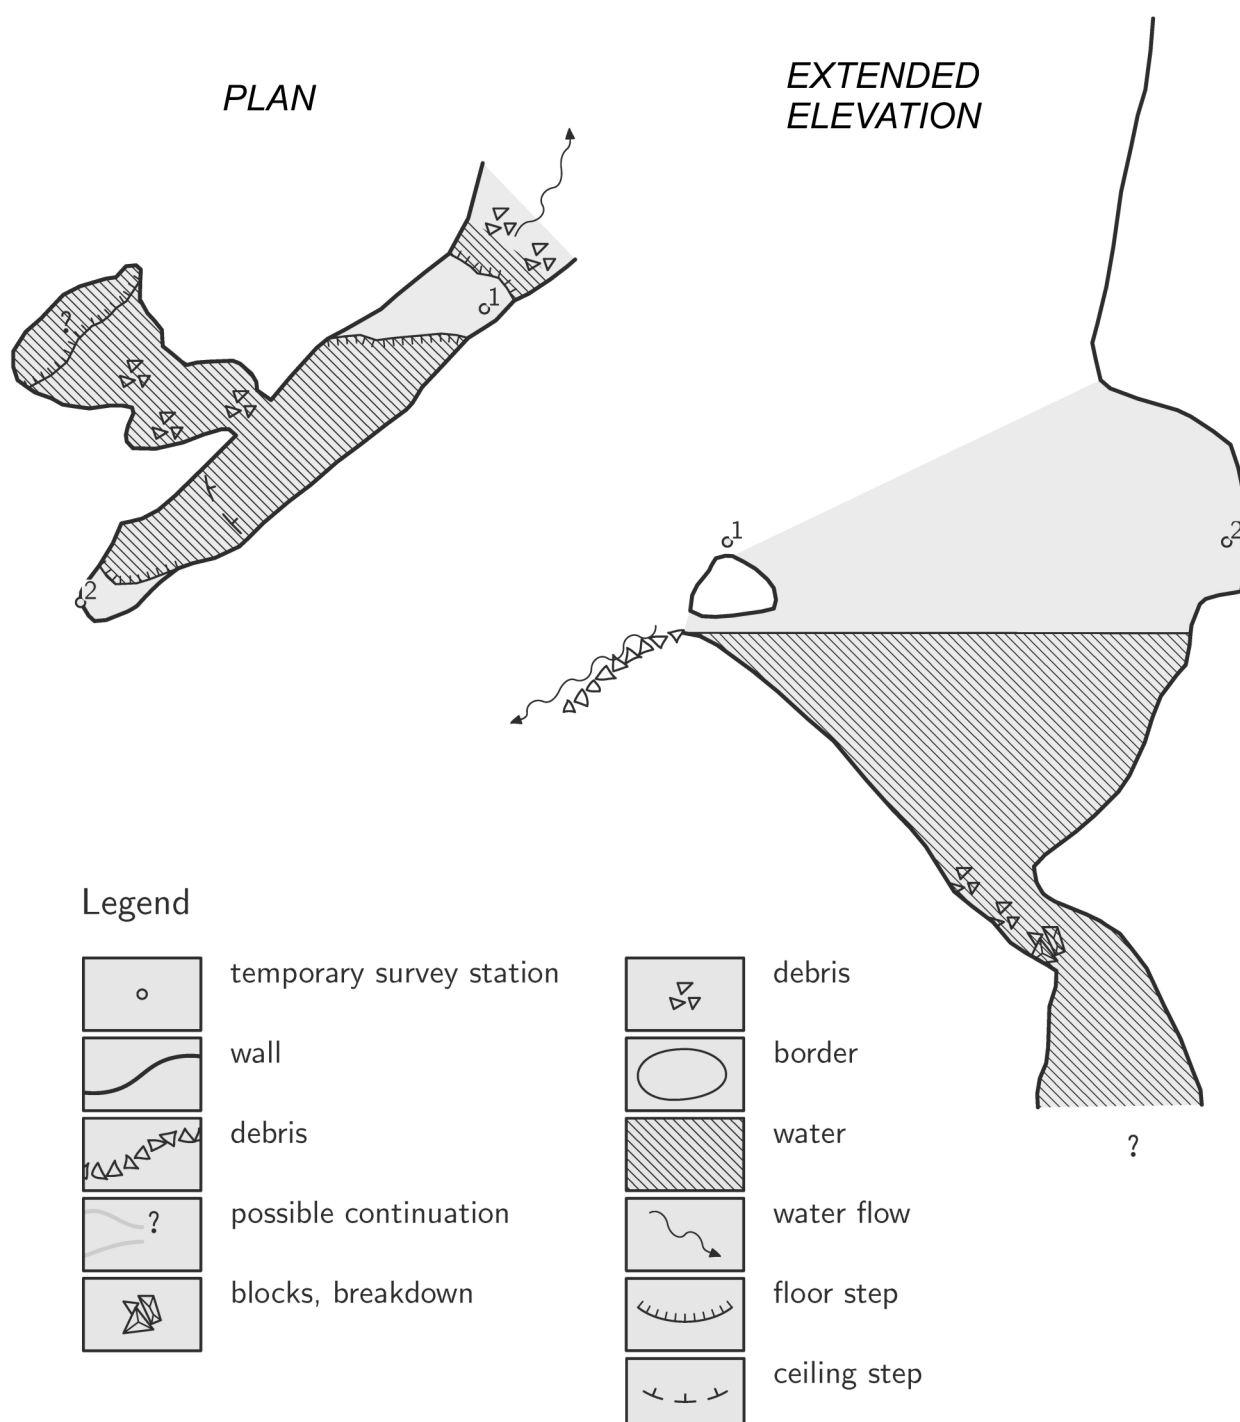 PLAN
EXTENDED
ELEVATION
1
?
2
1
2
Legend
temporary survey station
wall
debris
possible continuation
?
blocks, breakdown
debris
border
water
water flow
floor step
ceiling step
?